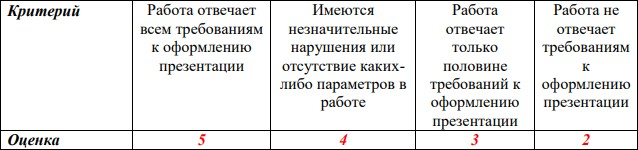 Критерий
Работа отвечает
всем требованиям
к оформлению
презентации
Имеются
незначительные
нарушения или
отсутствие каких-
либо параметров в
работе
Работа
отвечает
только
половине
требований к
оформлению
презентации
Работа не
отвечает
требованиям
к
оформлению
презентации
Оценка
5
4
3
2